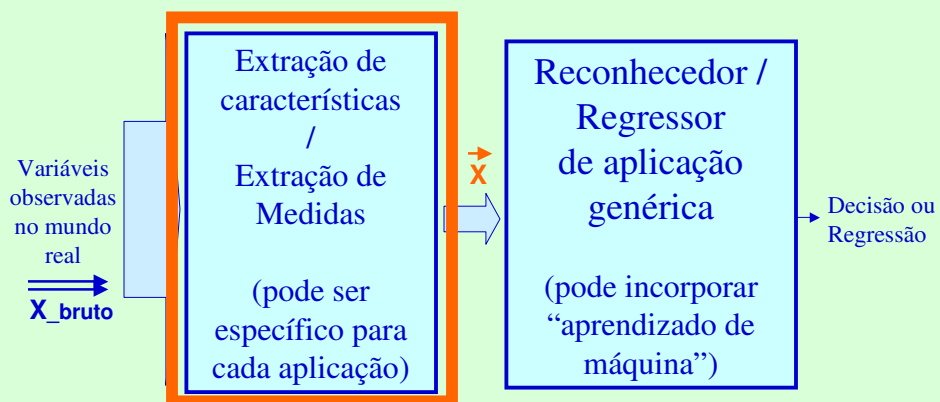 Variáveis
observadas
no mundo
real
X_bruto
Extração de
características
/
Extração de
Medidas
(pode ser
específico para
cada aplicação)
X
Reconhecedor /
Regressor
de aplicação
genérica
(pode incorporar
“aprendizado de
máquina”)
Decisão ou
Regressão